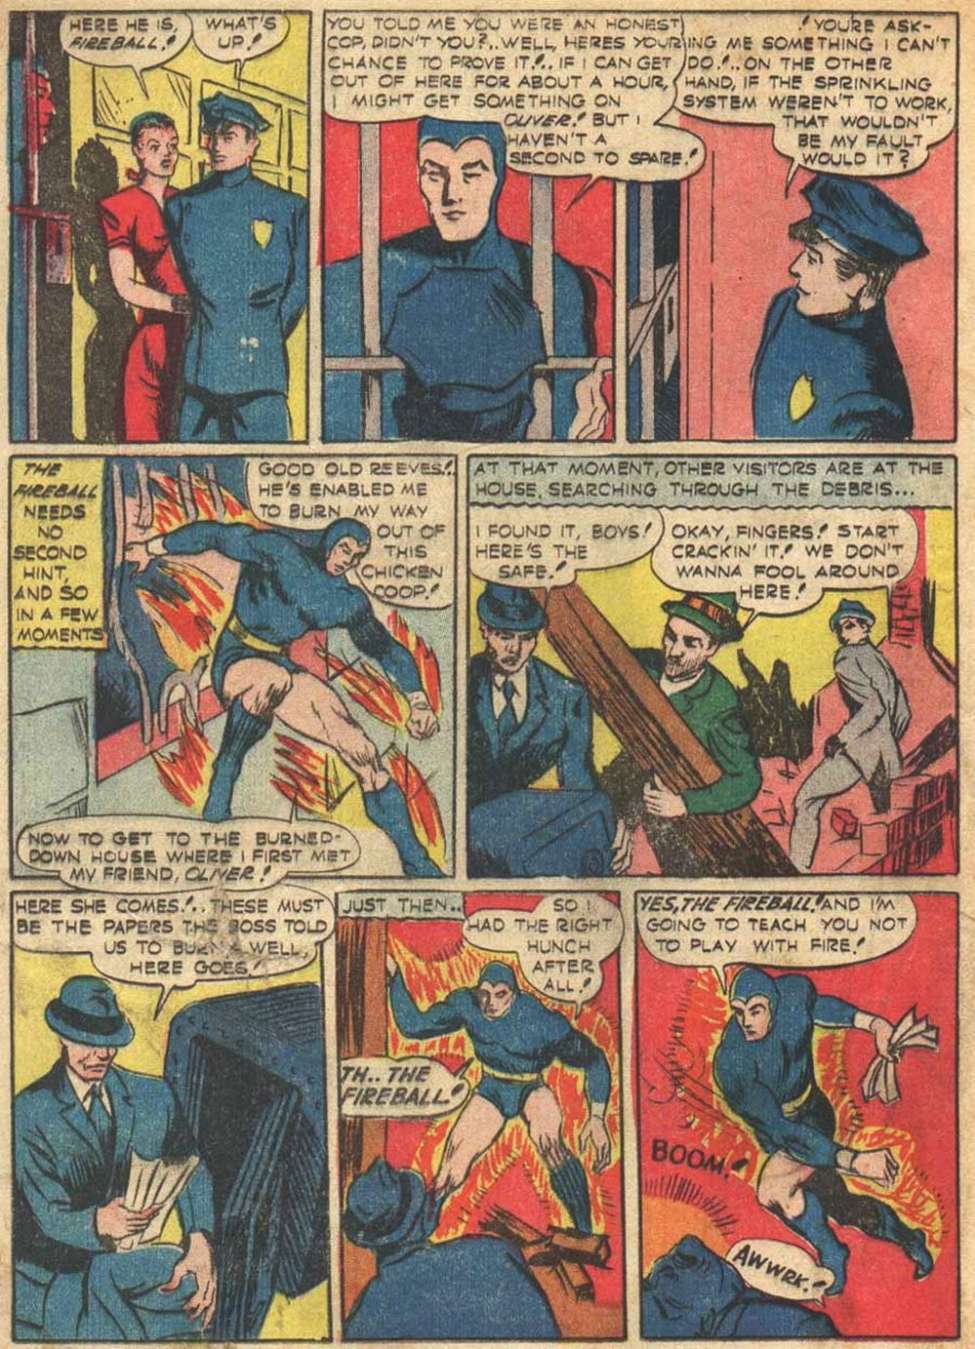 HERE HE IS,
FIREBALL!
WHAT'S
UP!
YOU TOLD ME YOU WERE AN HONEST
COP, DIDN'T YOU?.. WELL, HERES YOUR
CHANCE TO PROVE IT!.. IF I CAN GET
OUT OF HERE FOR ABOUT A HOUR,
I MIGHT GET SOMETHING ON
OLIVER! BUT I
HAVEN'T A
SECOND TO SPARE!
! YOU'RE ASK-
ING ME SOMETHING I CAN'T
DO!.. ON THE OTHER
HAND, IF THE SPRINKLING
SYSTEM WEREN'T TO WORK,
THAT WOULDN'T
BE MY FAULT
WOULD IT?
THE
FIREBALL
NEEDS
NO
SECOND
HINT,
AND SO
IN A FEW
MOMENTS
GOOD OLD REEVES!.
HE'S ENABLED ME
TO BURN MY WAY
OUT OF
THIS
CHICKEN
COOP!
NOW TO GET TO THE BURNED-
DOWN HOUSE WHERE I FIRST MET
MY FRIEND, OLIVER!
AT THAT MOMENT, OTHER VISITORS ARE AT THE
HOUSE, SEARCHING THROUGH THE DEBRIS...
I FOUND IT, BOYS!
HERE'S THE
SAFE!
OKAY, FINGERS! START
CRACKIN' IT! WE DON'T
WANNA FOOL AROUND
HERE!
HERE SHE COMES!.. THESE MUST
BE THE PAPERS THE BOSS TOLD
US TO BURN! WELL,
HERE GOES!
JUST THEN..
SO I
HAD THE RIGHT
HUNCH
AFTER
ALL!
TH.. THE
FIREBALL!
YES, THE FIREBALL! AND I'M
GOING TO TEACH YOU NOT
TO PLAY WITH FIRE!
BOOM!
AWWRK!